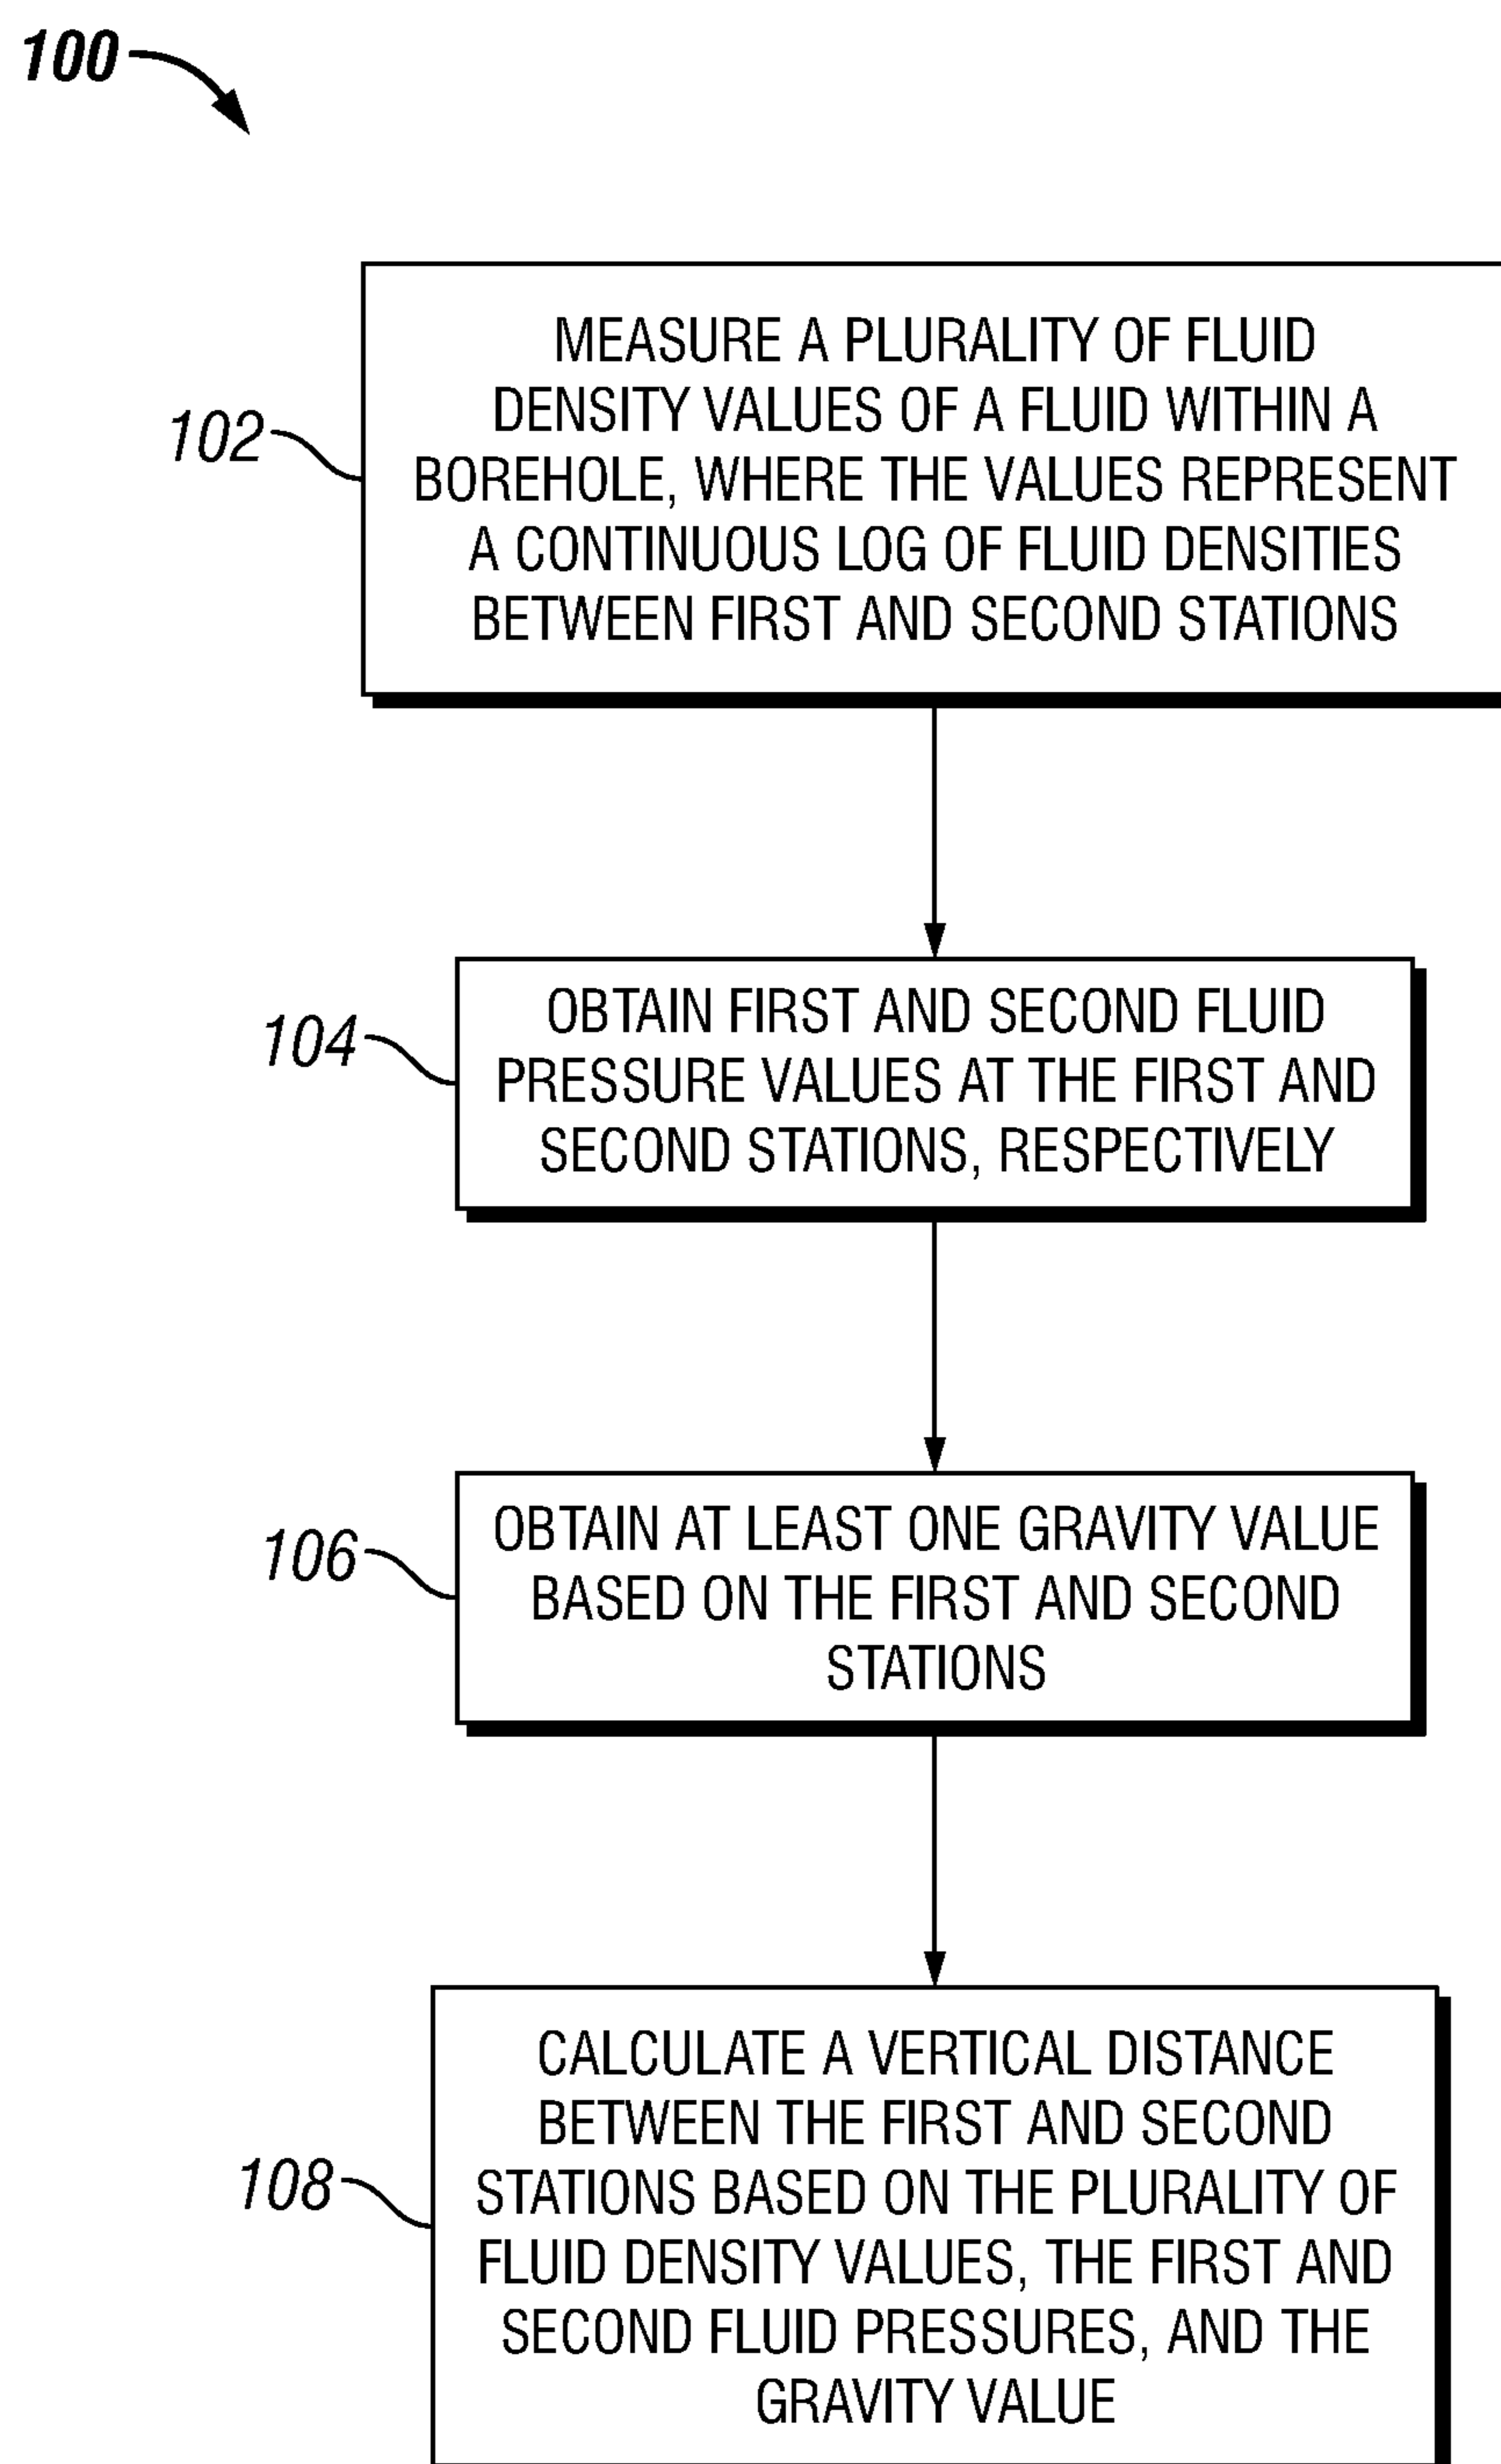 100
102
MEASURE A PLURALITY OF FLUID
DENSITY VALUES OF A FLUID WITHIN A
BOREHOLE, WHERE THE VALUES REPRESENT
A CONTINUOUS LOG OF FLUID DENSITIES
BETWEEN FIRST AND SECOND STATIONS
104
OBTAIN FIRST AND SECOND FLUID
PRESSURE VALUES AT THE FIRST AND
SECOND STATIONS, RESPECTIVELY
106
OBTAIN AT LEAST ONE GRAVITY VALUE
BASED ON THE FIRST AND SECOND
STATIONS
108
CALCULATE A VERTICAL DISTANCE
BETWEEN THE FIRST AND SECOND
STATIONS BASED ON THE PLURALITY OF
FLUID DENSITY VALUES, THE FIRST AND
SECOND FLUID PRESSURES, AND THE
GRAVITY VALUE